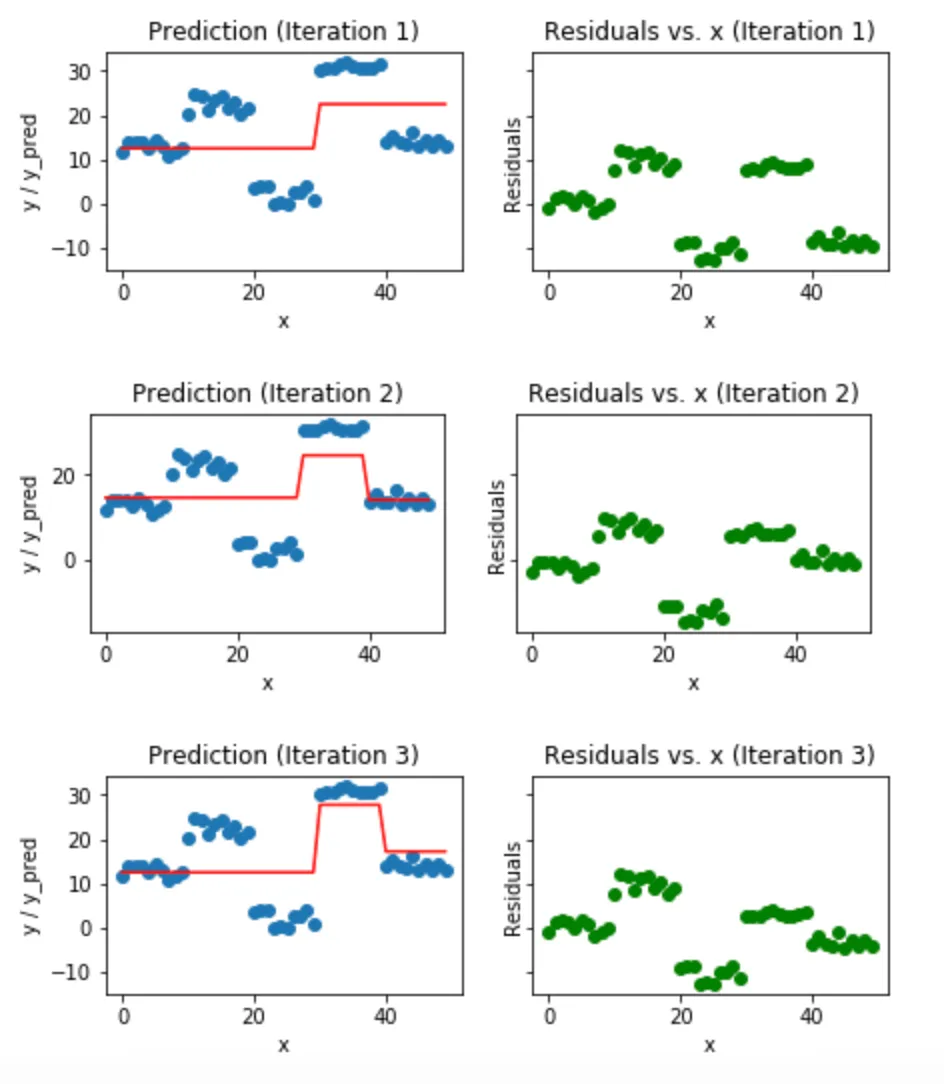 Prediction (Iteration 1)
Residuals vs. x (Iteration 1)
30
20
10
0
−10
y / y_pred
Residuals
0 20 40
0 20 40
x
x
Prediction (Iteration 2)
Residuals vs. x (Iteration 2)
20
0
y / y_pred
Residuals
0 20 40
0 20 40
x
x
Prediction (Iteration 3)
Residuals vs. x (Iteration 3)
30
20
10
0
−10
y / y_pred
Residuals
0 20 40
0 20 40
x
x